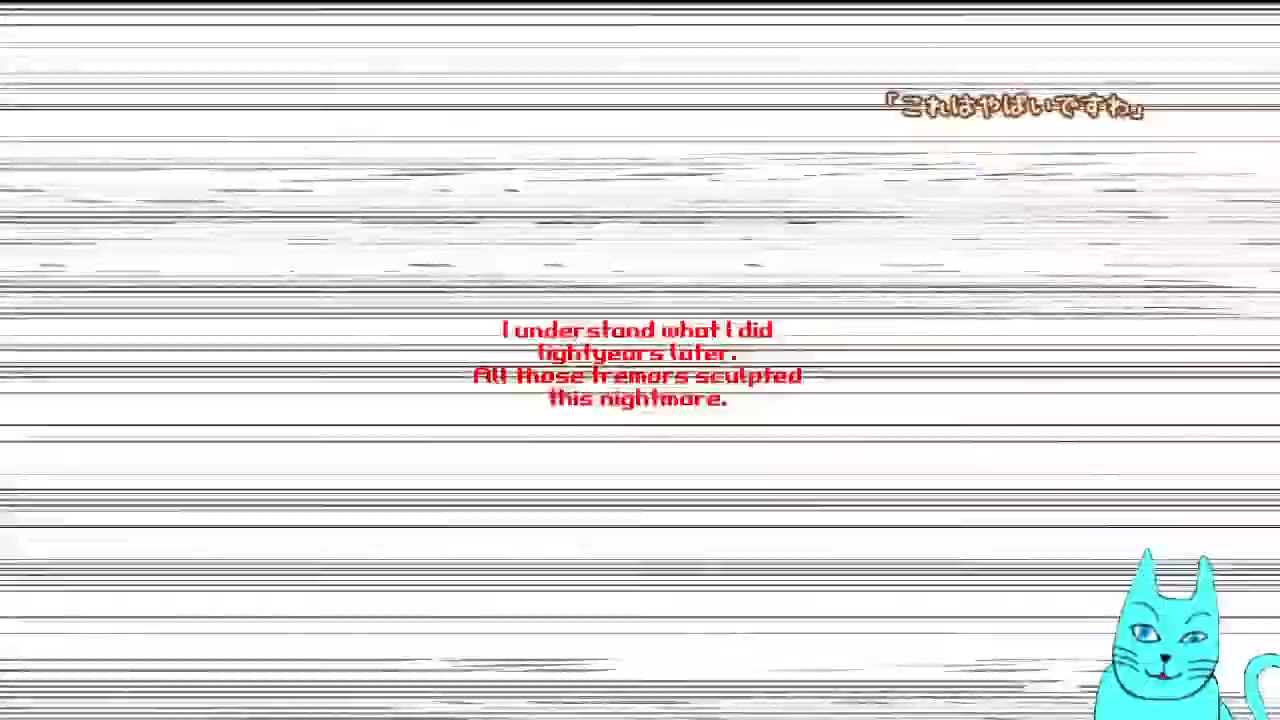 『これはやばいですわ』
I understand what I did
lightyears later.
All those tremors sculpted
this nightmare.